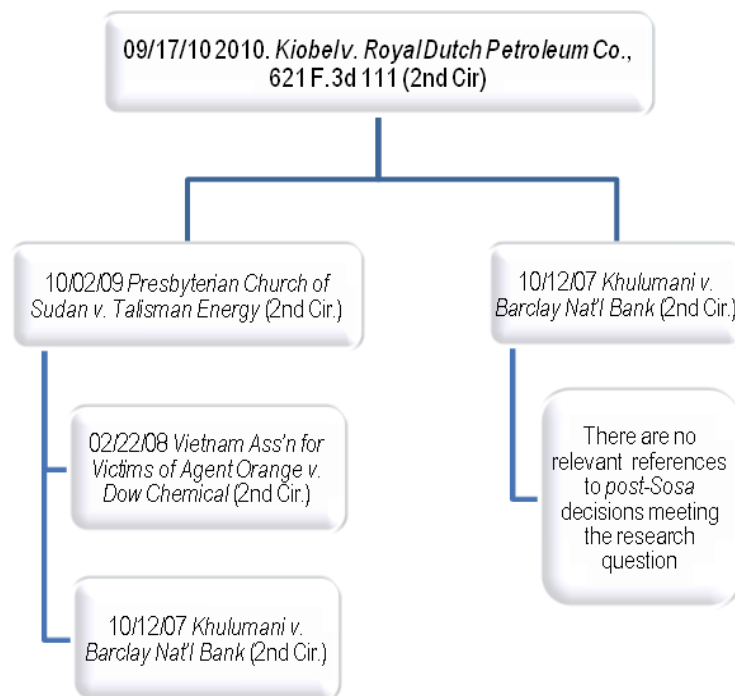 09/17/10 2010. Kiobel v. Royal Dutch Petroleum Co.,
621 F.3d 111 (2nd Cir)
10/02/09 Presbyterian Church of
Sudan v. Talisman Energy (2nd Cir.)
10/12/07 Khulumani v.
Barclay Nat'l Bank (2nd Cir.)
02/22/08 Vietnam Ass'n for
Victims of Agent Orange v.
Dow Chemical (2nd Cir.)
There are no
relevant references
to post-Sosa
decisions meeting
the research
question
10/12/07 Khulumani v.
Barclay Nat'l Bank (2nd Cir.)